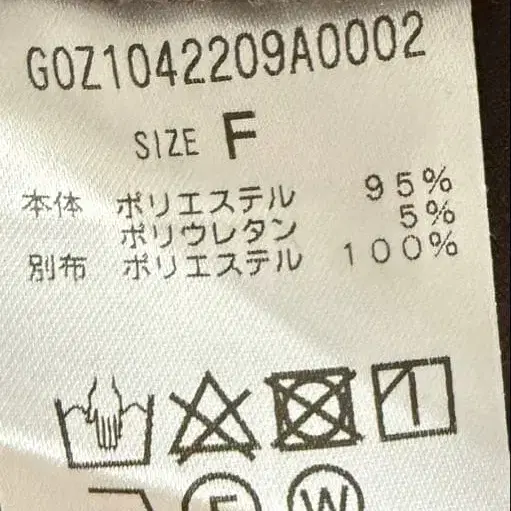 G0Z1042209A0002
SIZE F
本体 ポリエステル 95%
ポリウレタン 5%
別布 ポリエステル 100%
F W